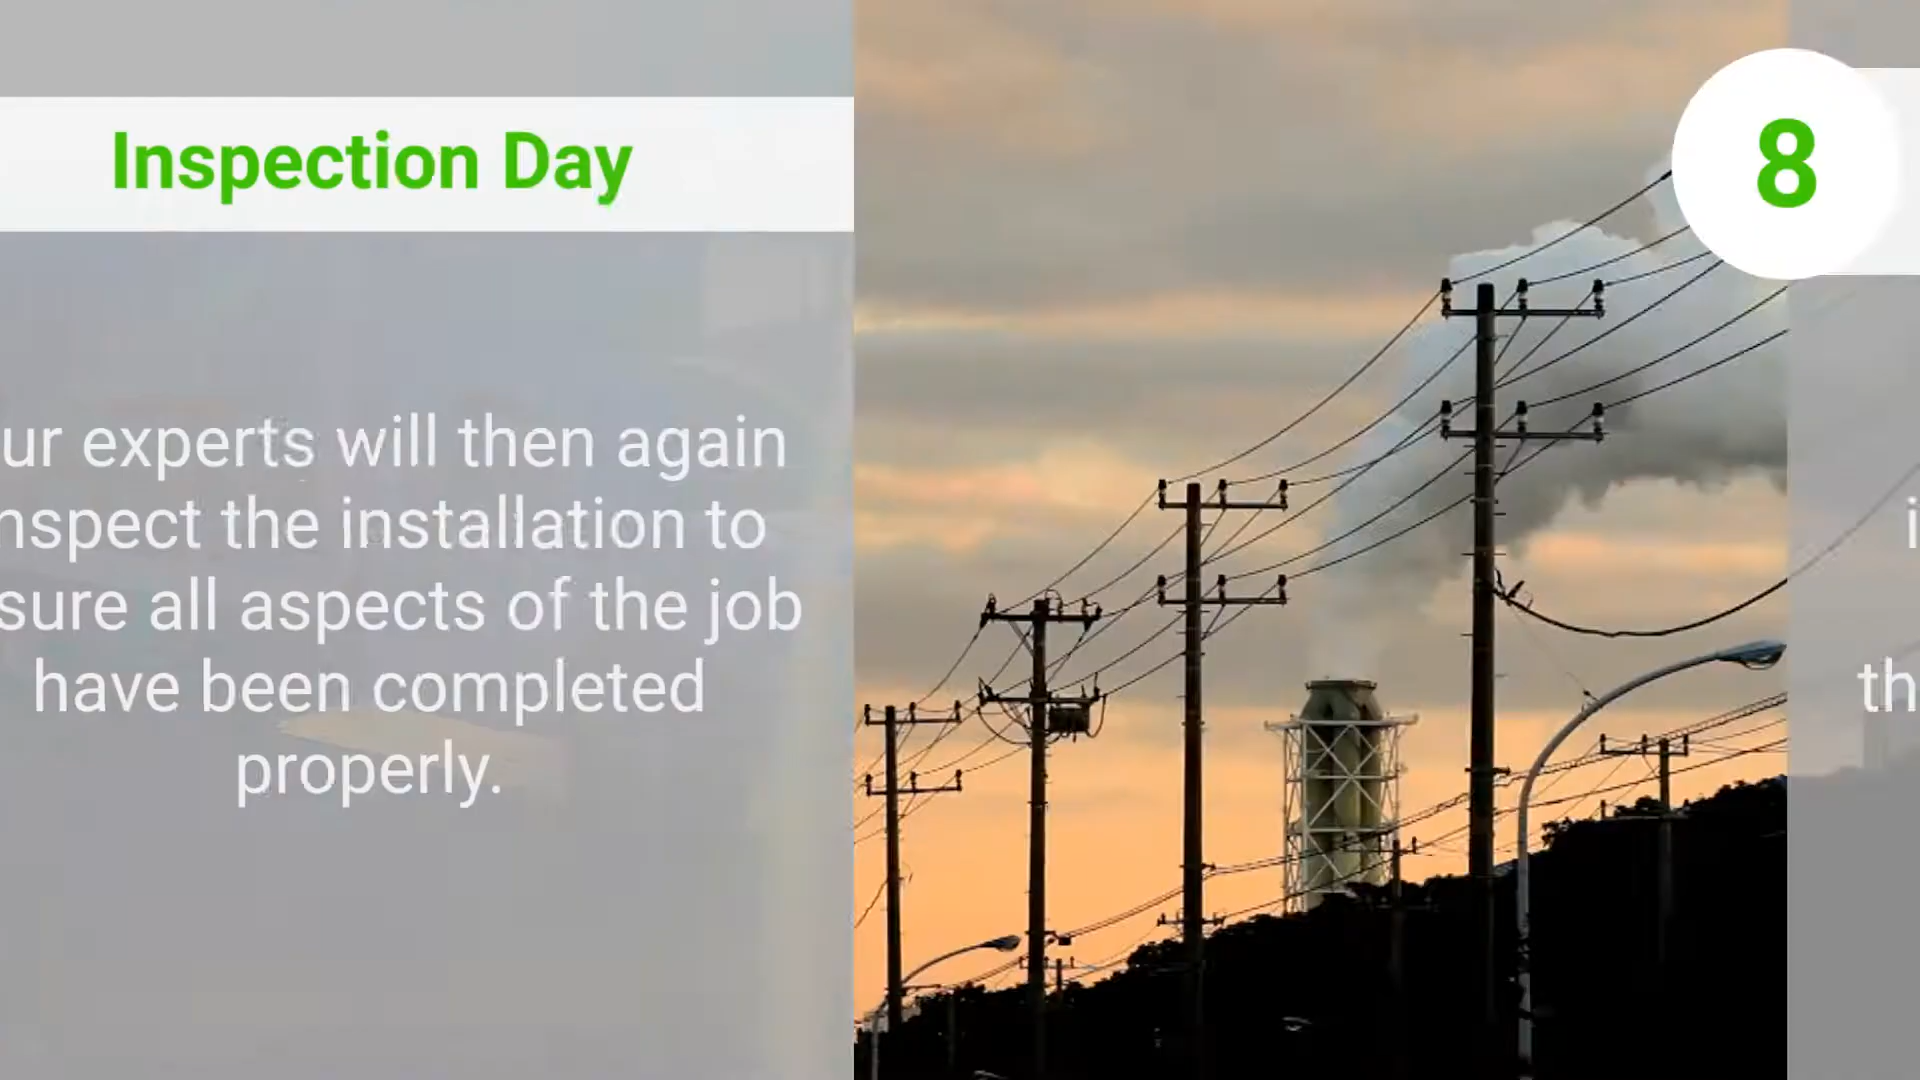 Inspection Day
ur experts will then again
nspect the installation to
sure all aspects of the job
have been completed
properly.
8
i
th